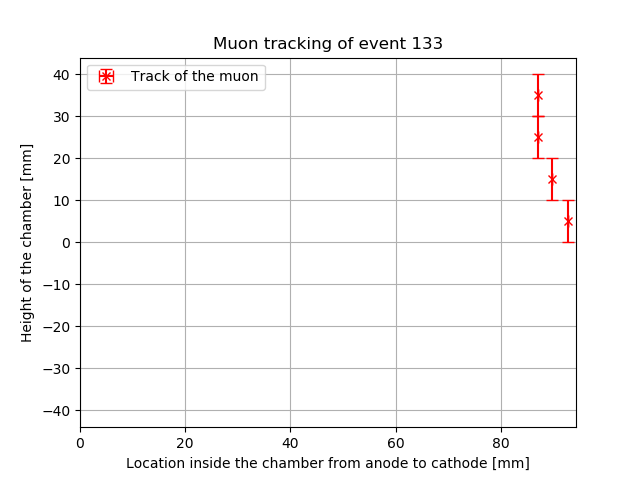 Muon tracking of event 133
Track of the muon
40
30
20
10
0
−10
−20
−30
−40
Height of the chamber [mm]
0 20 40 60 80
Location inside the chamber from anode to cathode [mm]